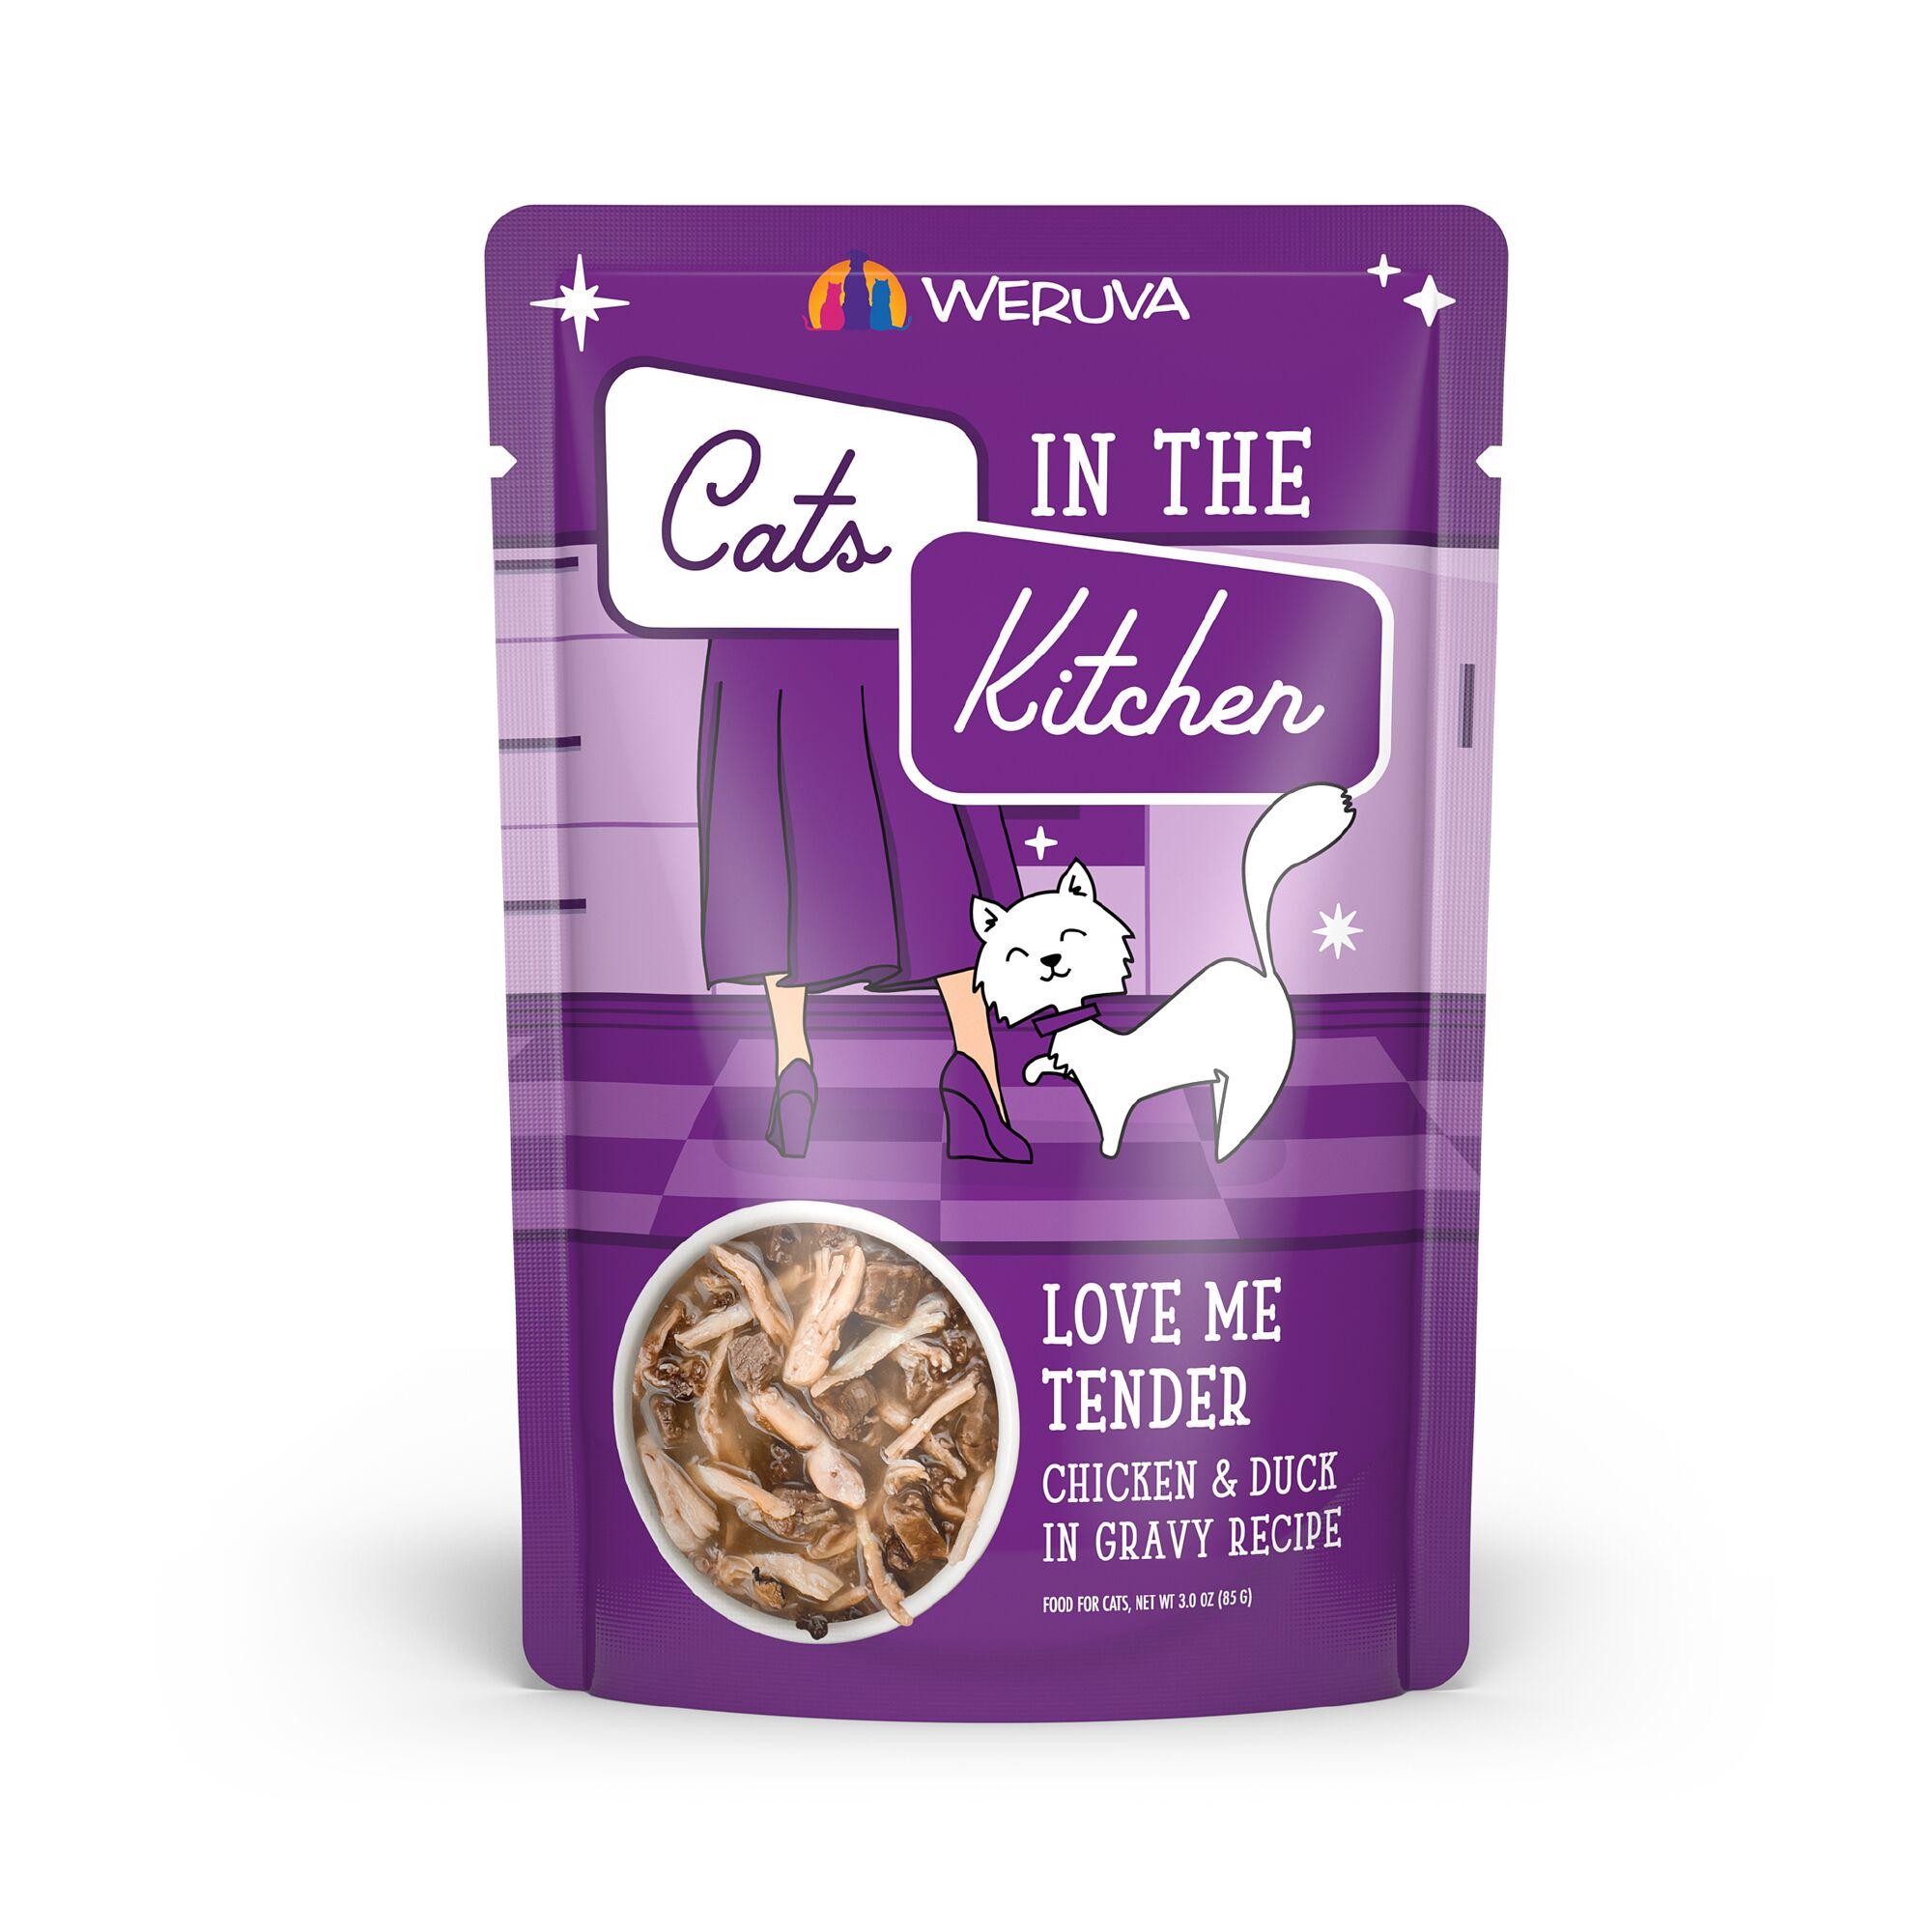 WERUVA
Cats
IN THE
Kitchen
LOVE ME
TENDER
CHICKEN & DUCK
IN GRAVY RECIPE
FOOD FOR CATS, NET WT 3.0 OZ (85 G)